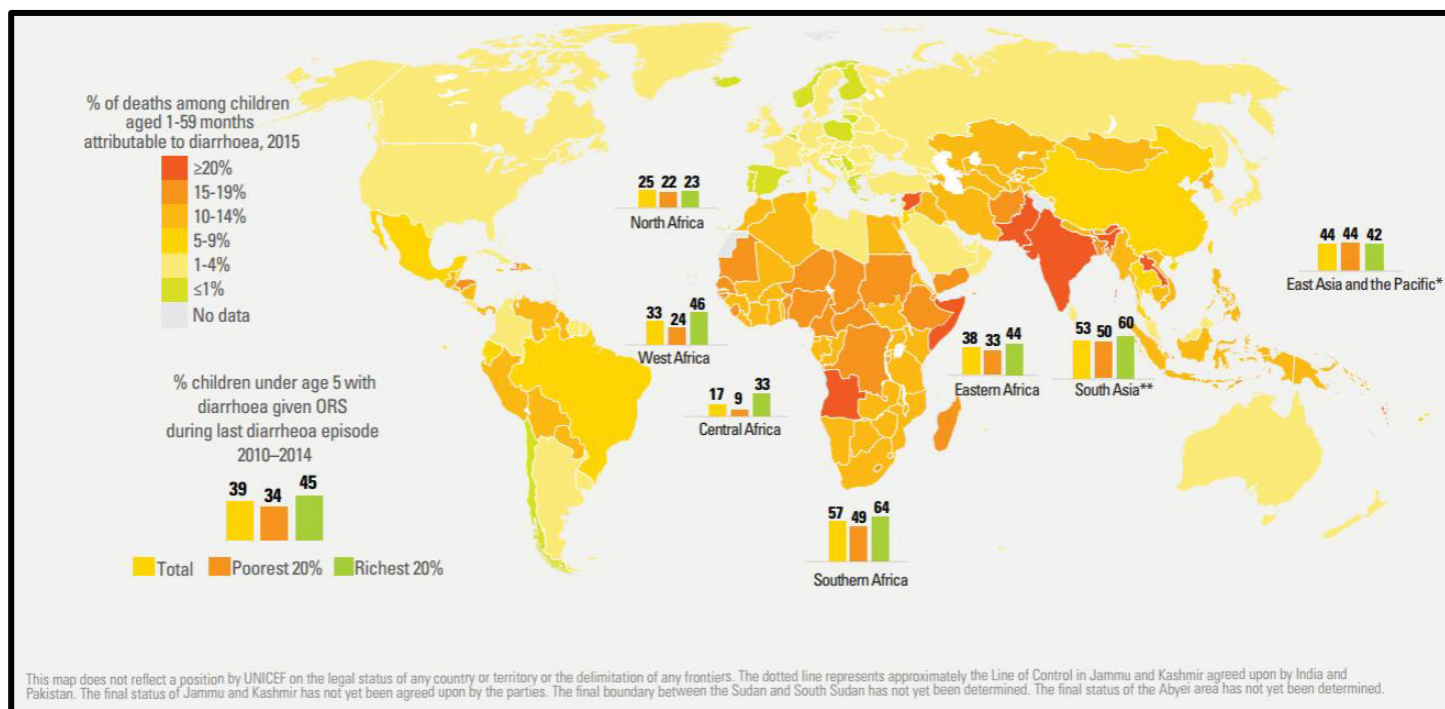 % of deaths among children
aged 1-59 months
attributable to diarrhoea, 2015
≥20%
15-19%
10-14%
5-9%
1-4%
≤1%
No data
% children under age 5 with
diarrhoea given ORS
during last diarrheoa episode
2010–2014
39 34 45
Total Poorest 20% Richest 20%
25 22 23
North Africa
33 24 46
West Africa
17 9 33
Central Africa
38 33 44
Eastern Africa
53 50 60
South Asia**
44 44 42
East Asia and the Pacific*
57 49 64
Southern Africa
This map does not reflect a position by UNICEF on the legal status of any country or territory or the delimitation of any frontiers. The dotted line represents approximately the Line of Control in Jammu and Kashmir agreed upon by India and
Pakistan. The final status of Jammu and Kashmir has not yet been agreed upon by the parties. The final boundary between the Sudan and South Sudan has not yet been determined. The final status of the Abyei area has not yet been determined.